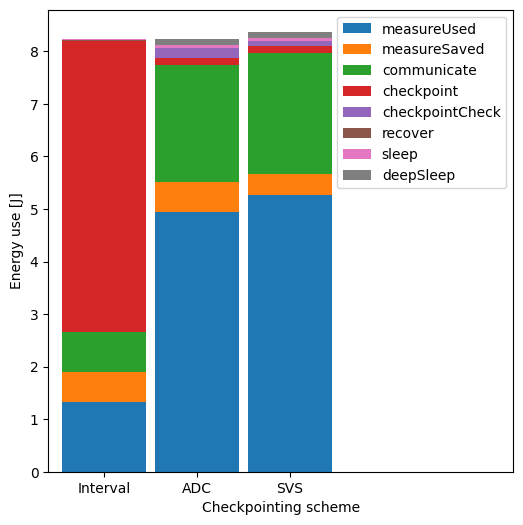 measureUsed
measureSaved
communicate
checkpoint
checkpointCheck
recover
sleep
deepSleep
Energy use [J]
8
7
6
5
4
3
2
1
0
Interval ADC SVS
Checkpointing scheme